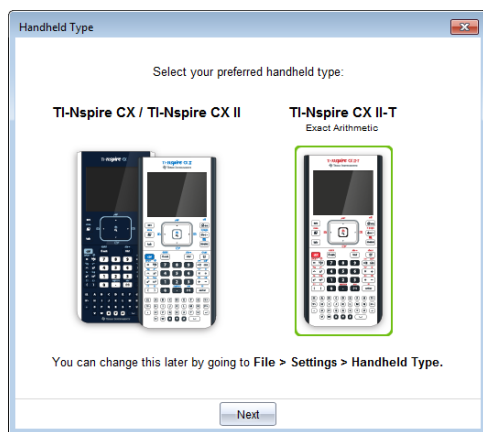 Handheld Type
Select your preferred handheld type:
TI-Nspire CX / TI-Nspire CX II
TI-Nspire CX II-T
Exact Arithmetic
You can change this later by going to File > Settings > Handheld Type.
Next